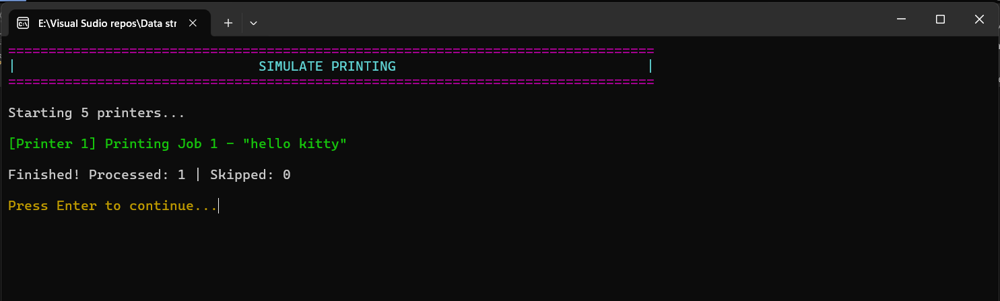 E:\Visual Sudio repos\Data str
================================================================================
|                              SIMULATE PRINTING                               |
================================================================================
Starting 5 printers...
[Printer 1] Printing Job 1 - "hello kitty"
Finished! Processed: 1 | Skipped: 0
Press Enter to continue...